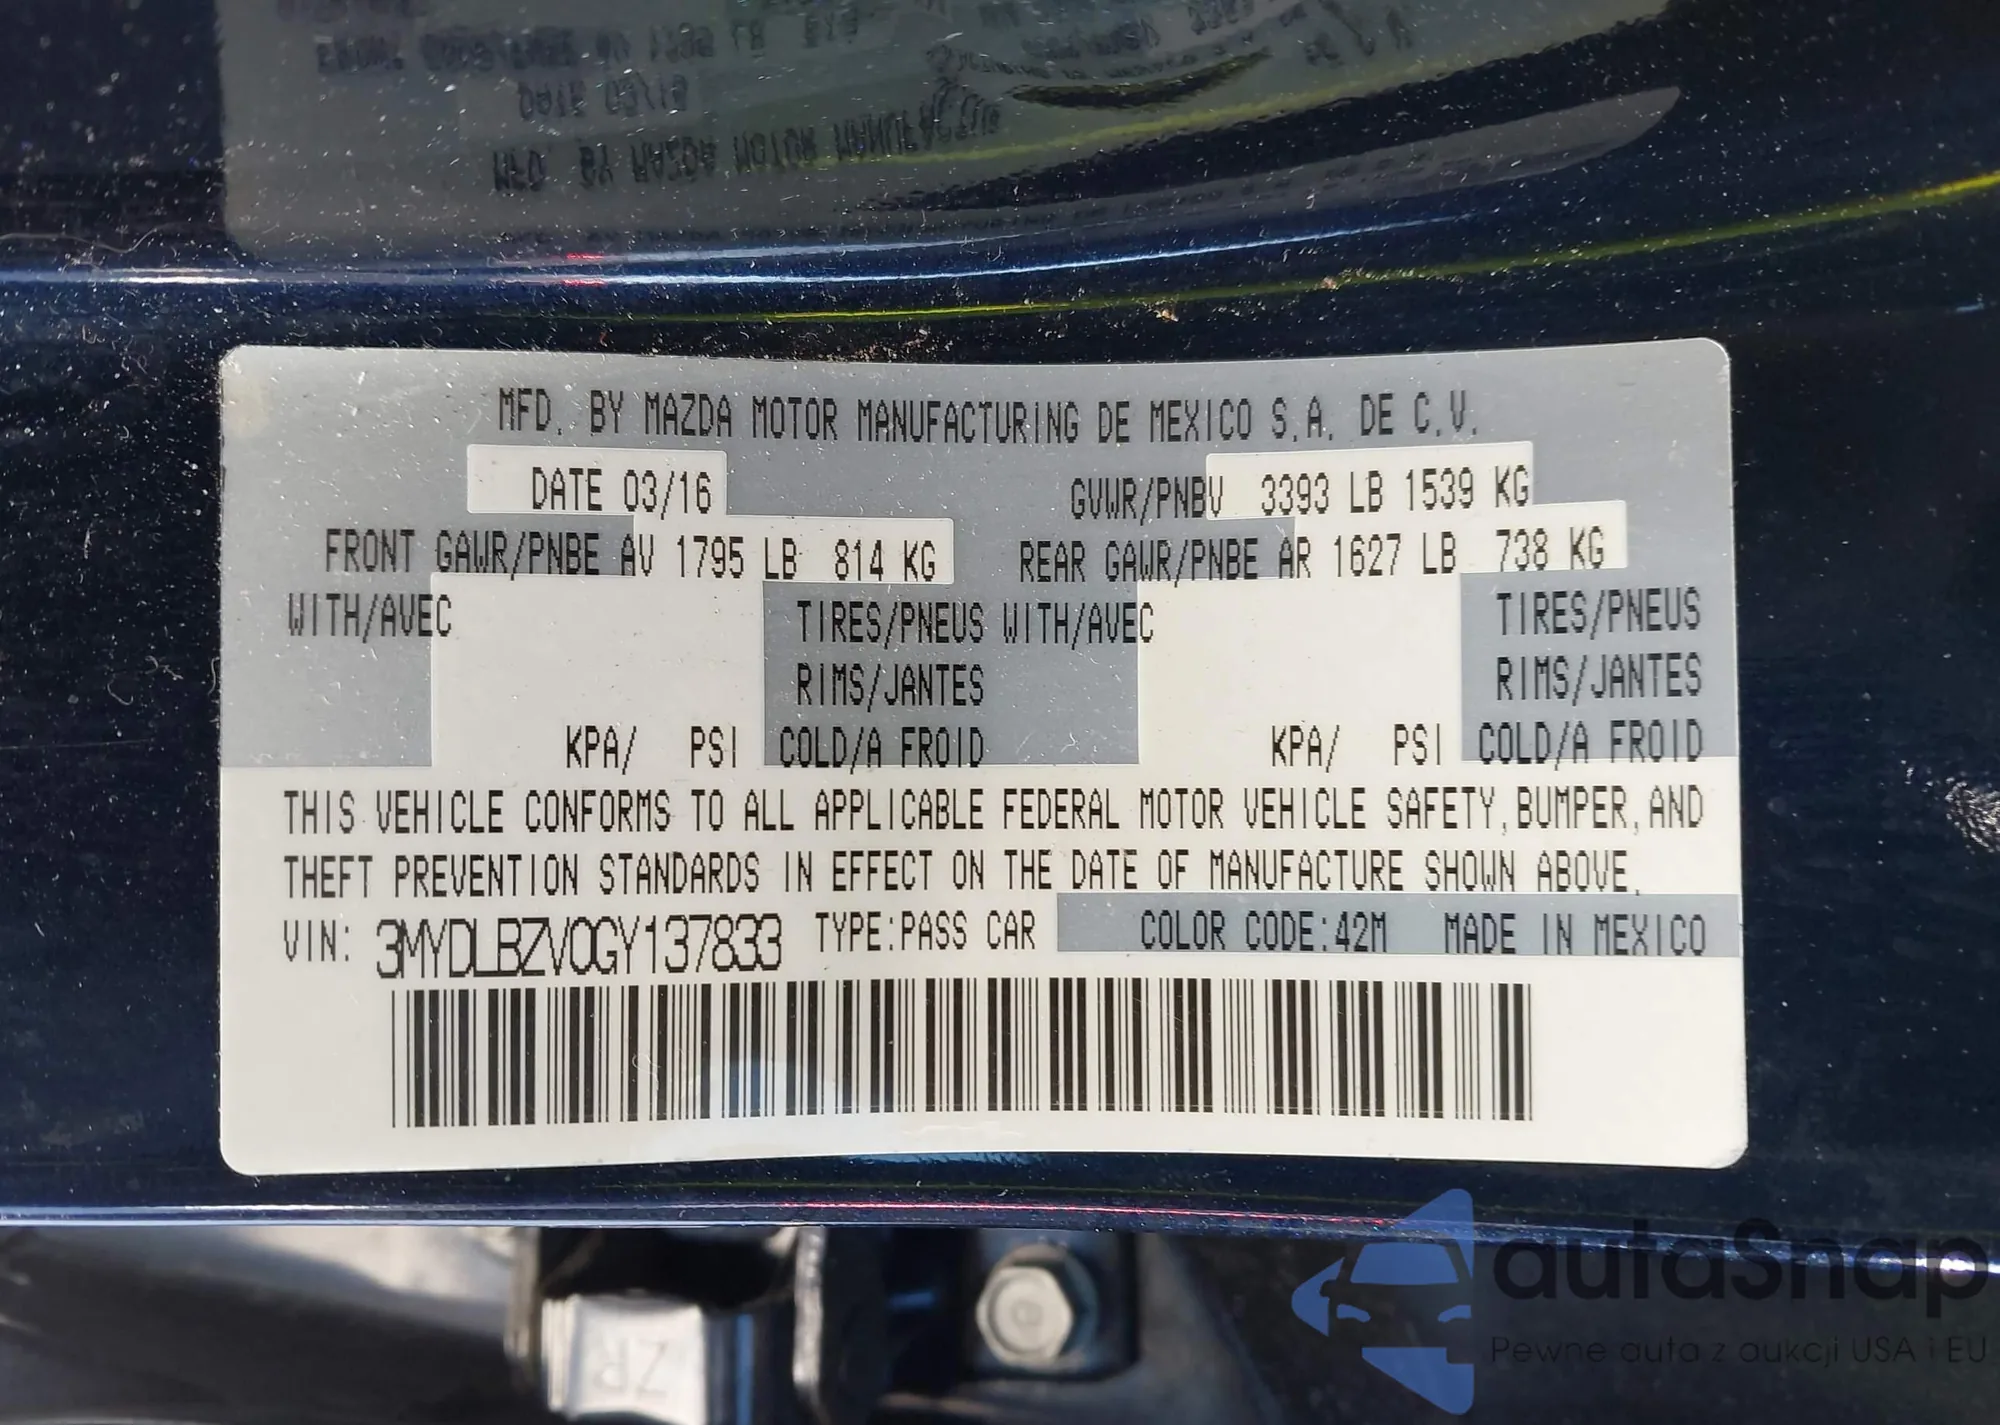 MFD. BY MAZDA MOTOR MANUFACTURING DE MEXICO S.A. DE C.V.
DATE 03/16 GVWR/PNBV 3393 LB 1539 KG
FRONT GAWR/PNBE AV 1795 LB 814 KG REAR GAWR/PNBE AR 1627 LB 738 KG
WITH/AVEC TIRES/PNEUS WITH/AVEC TIRES/PNEUS
RIMS/JANTES RIMS/JANTES
KPA/ PSI COLD/A FROID KPA/ PSI COLD/A FROID
THIS VEHICLE CONFORMS TO ALL APPLICABLE FEDERAL MOTOR VEHICLE SAFETY, BUMPER, AND
THEFT PREVENTION STANDARDS IN EFFECT ON THE DATE OF MANUFACTURE SHOWN ABOVE.
VIN: 3MYDLBZV0GY137833 TYPE:PASS CAR COLOR CODE:42M MADE IN MEXICO
autaSnap
Pewne auta z aukcji USA i EU